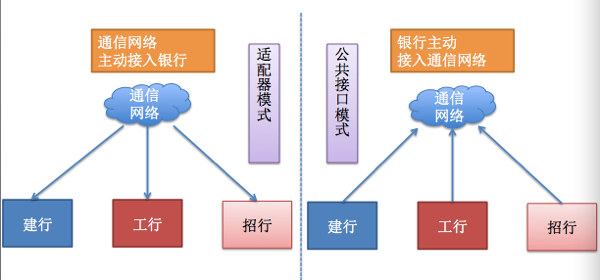 通信网络
主动接入银行
适配器模式
通信
网络
建行
工行
招行
公共接口模式
银行主动
接入通信网络
通信
网络
建行
工行
招行